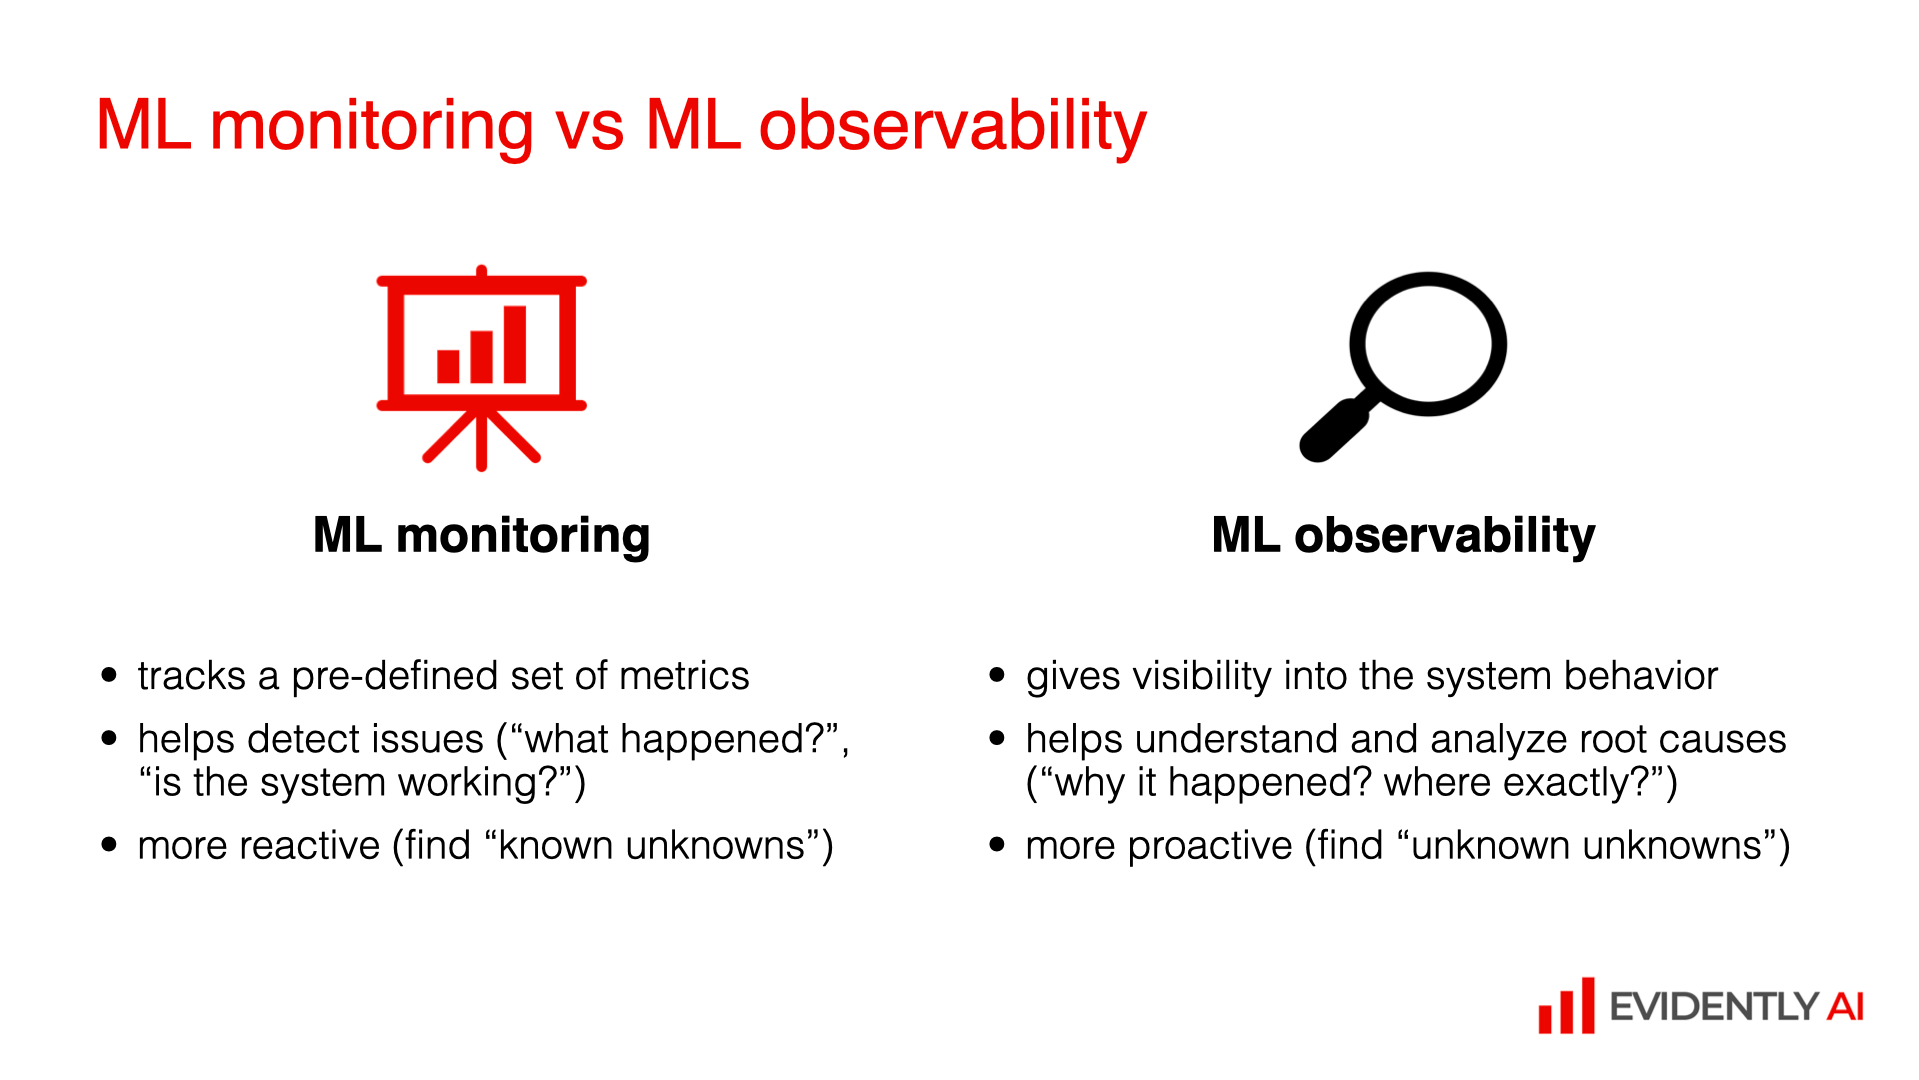 ML monitoring vs ML observability
ML monitoring
• tracks a pre-defined set of metrics
• helps detect issues (“what happened?”,
“is the system working?”)
• more reactive (find “known unknowns”)
ML observability
• gives visibility into the system behavior
• helps understand and analyze root causes
(“why it happened? where exactly?”)
• more proactive (find “unknown unknowns”)
EVIDENTLY AI